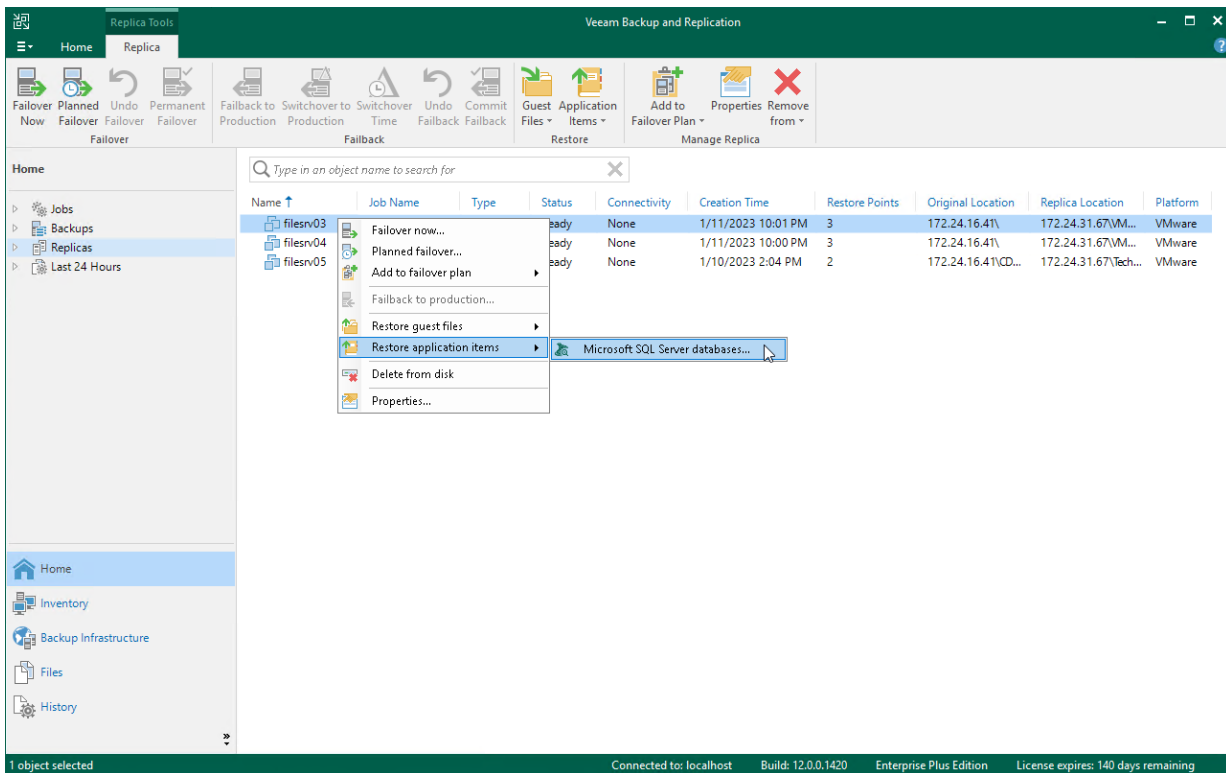 Replica Tools
Veeam Backup and Replication
Home
Replica
?
Failover Now
Planned Failover
Undo Failover
Permanent Failover
Failback to Production
Switchover to Production
Switchover Time
Undo Failback
Commit Failback
Guest Files
Application Items
Add to Failover Plan
Properties
Remove from
Failover
Failback
Restore
Manage Replica
Home
Type in an object name to search for
Jobs
Backups
Replicas
Last 24 Hours
Name Job Name Type Status Connectivity Creation Time Restore Points Original Location Replica Location Platform
filesrv03 eady None 1/11/2023 10:01 PM 3 172.24.16.41\ 172.24.31.67\VM... VMware
filesrv04 eady None 1/11/2023 10:00 PM 3 172.24.16.41\ 172.24.31.67\VM... VMware
filesrv05 eady None 1/10/2023 2:04 PM 2 172.24.16.41\CD... 172.24.31.67\Tech... VMware
Failover now...
Planned failover...
Add to failover plan
Failback to production...
Restore guest files
Restore application items
Microsoft SQL Server databases...
Delete from disk
Properties...
Home
Inventory
Backup Infrastructure
Files
History
1 object selected
Connected to: localhost Build: 12.0.0.1420 Enterprise Plus Edition License expires: 140 days remaining